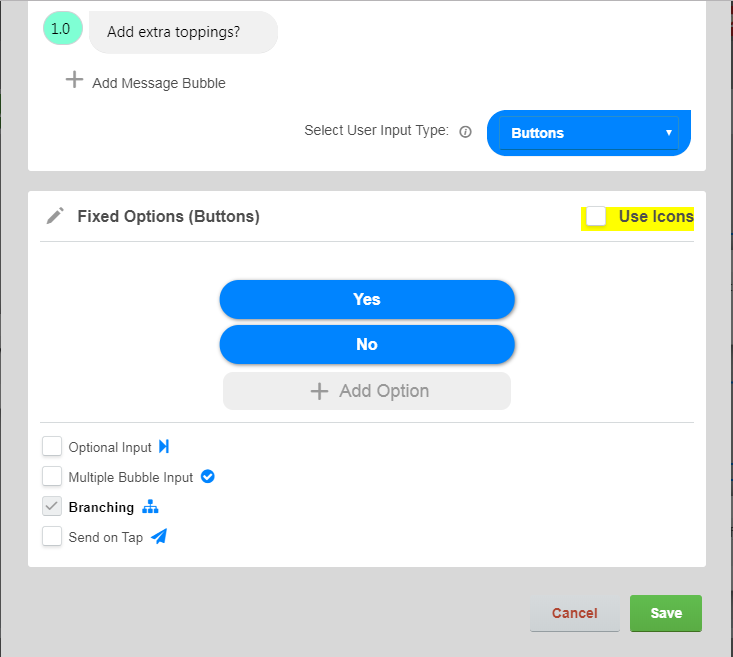 1.0
Add extra toppings?
Add Message Bubble
Select User Input Type:
Buttons
Fixed Options (Buttons)
Use Icons
Yes
No
Add Option
Optional Input
Multiple Bubble Input
Branching
Send on Tap
Cancel
Save